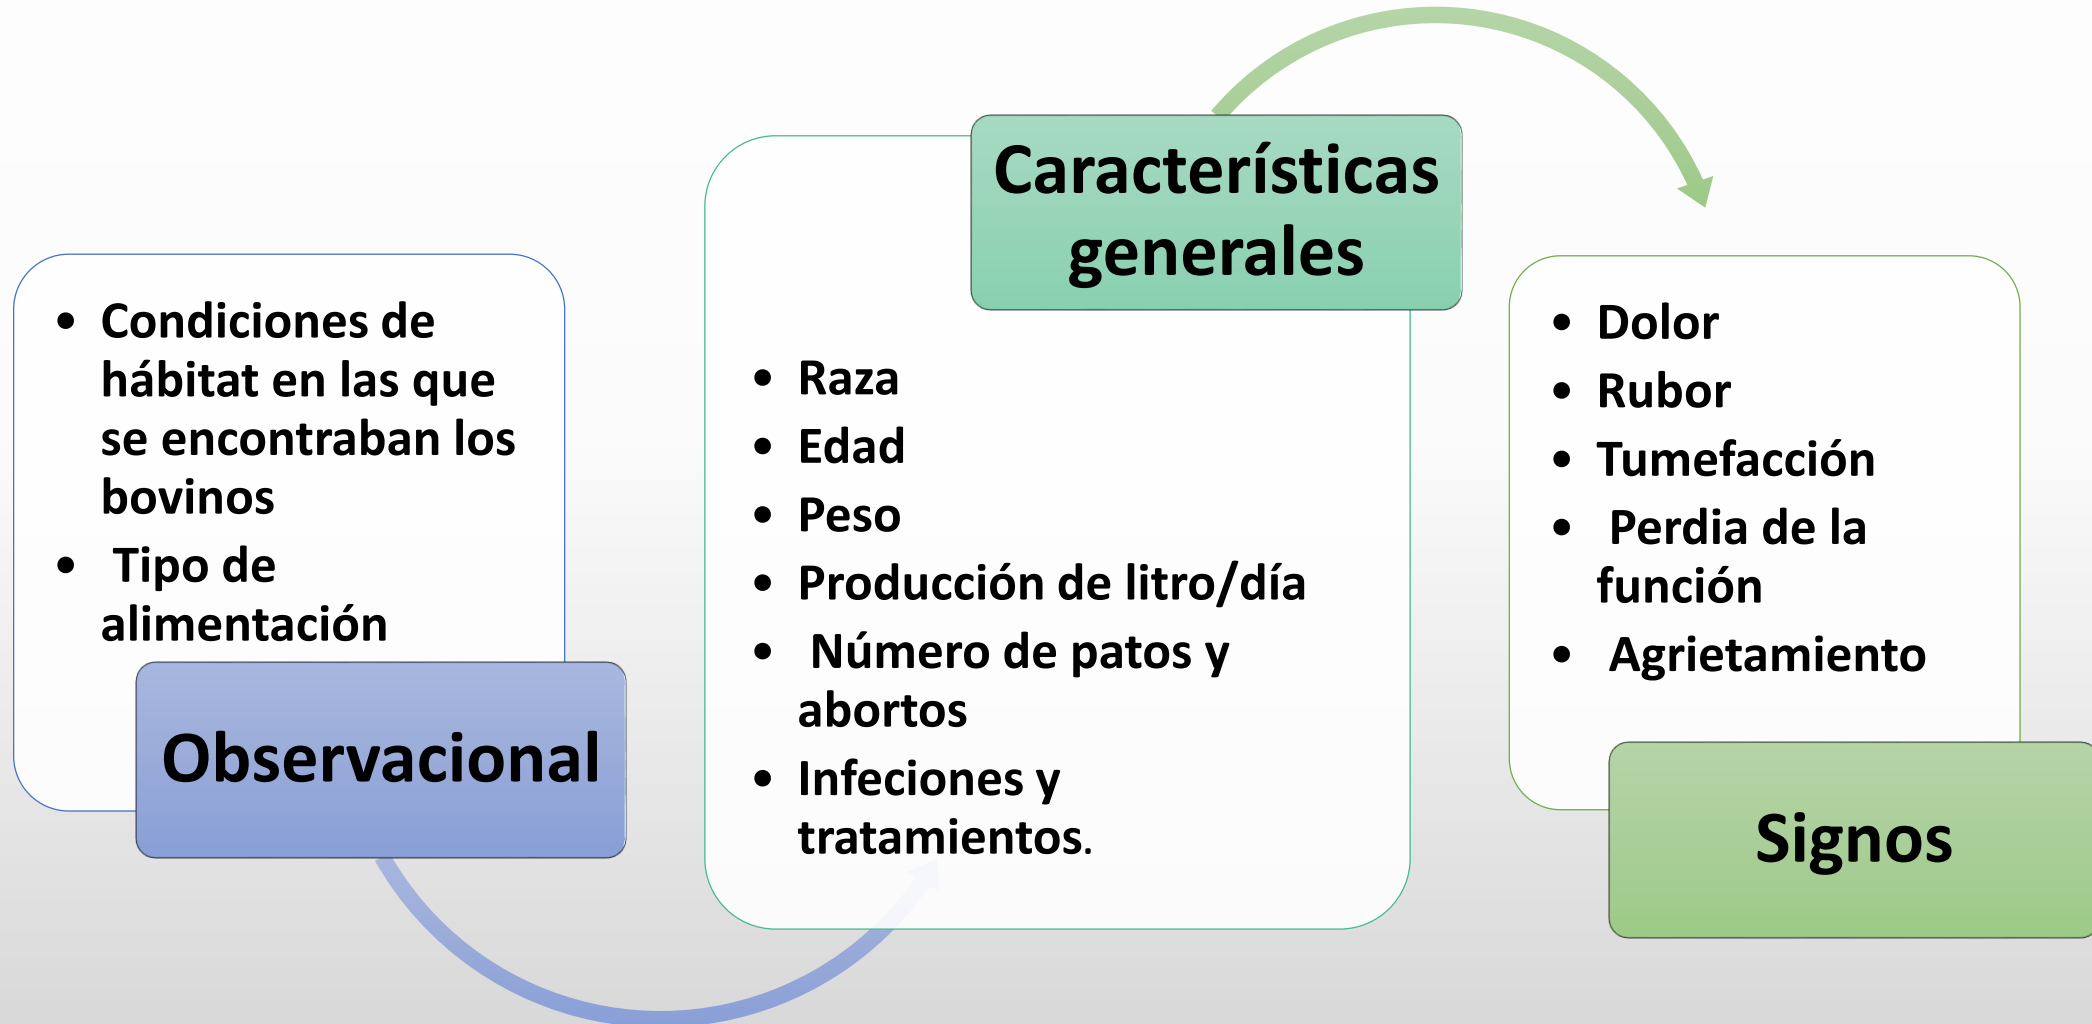 • Condiciones de
hábitat en las que
se encontraban los
bovinos
• Tipo de
alimentación
Observacional
Características
generales
• Raza
• Edad
• Peso
• Producción de litro/día
• Número de patos y
abortos
• Infeciones y
tratamientos.
• Dolor
• Rubor
• Tumefacción
• Perdia de la
función
• Agrietamiento
Signos